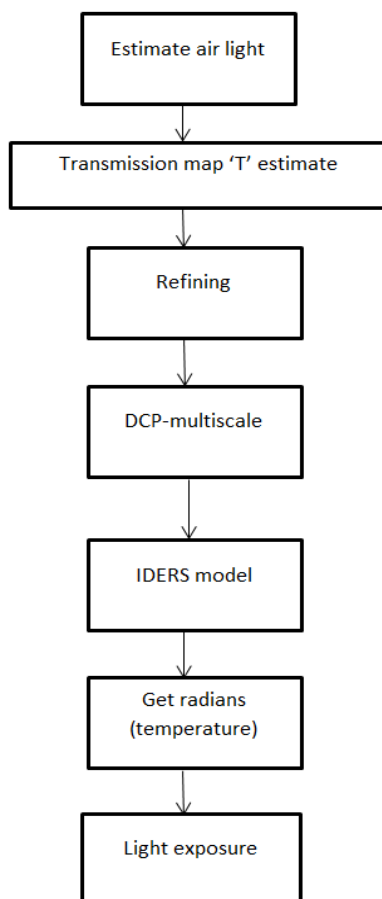 Estimate air light
Transmission map ‘T’ estimate
Refining
DCP-multiscale
IDERS model
Get radians
(temperature)
Light exposure